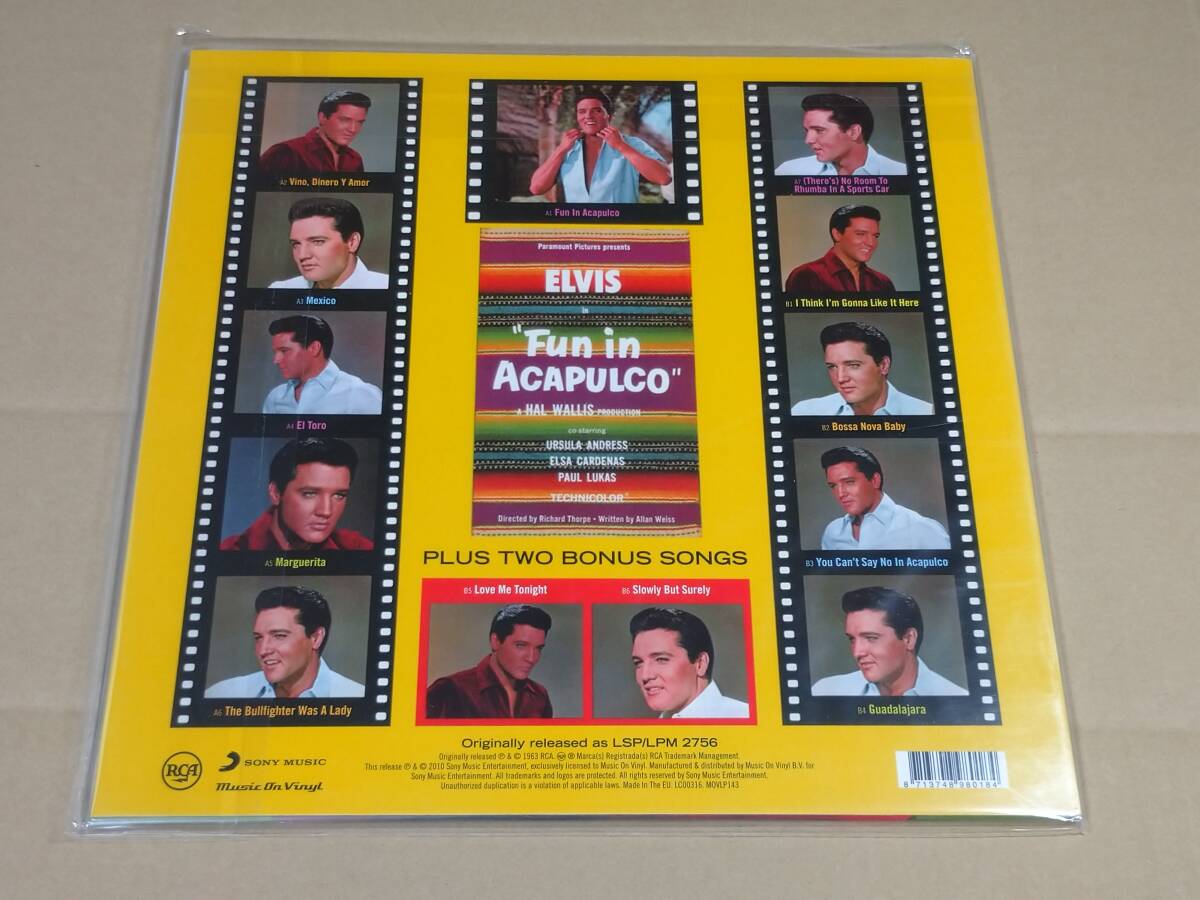 A1 Fun In Acapulco
A2 Vino, Dinero Y Amor
A3 Mexico
A4 El Toro
A5 Marguerita
A6 The Bullfighter Was A Lady
A7 (There's) No Room To
Rhumba In A Sports Car
B1 I Think I'm Gonna Like It Here
B2 Bossa Nova Baby
B3 You Can't Say No In Acapulco
B4 Guadalajara
Paramount Pictures presents
ELVIS
in
"Fun in
ACAPULCO"
A HAL WALLIS PRODUCTION
co-starring
URSULA ANDRESS
ELSA CARDENAS
PAUL LUKAS
TECHNICOLOR®
Directed by Richard Thorpe • Written by Allan Weiss
PLUS TWO BONUS SONGS
B5 Love Me Tonight
B6 Slowly But Surely
Originally released as LSP/LPM 2756
Originally released ℗ & © 1963 RCA. RCA ® Marca(s) Registrada(s) RCA Trademark Management.
This release ℗ & © 2010 Sony Music Entertainment, exclusively licensed to Music On Vinyl. Manufactured & distributed by Music On Vinyl B.V. for
Sony Music Entertainment. All trademarks and logos are protected. All rights reserved by Sony Music Entertainment.
Unauthorized duplication is a violation of applicable laws. Made In The EU. LC00316. MOVLP143
RCA
SONY MUSIC
Music On Vinyl
8 713748 980184